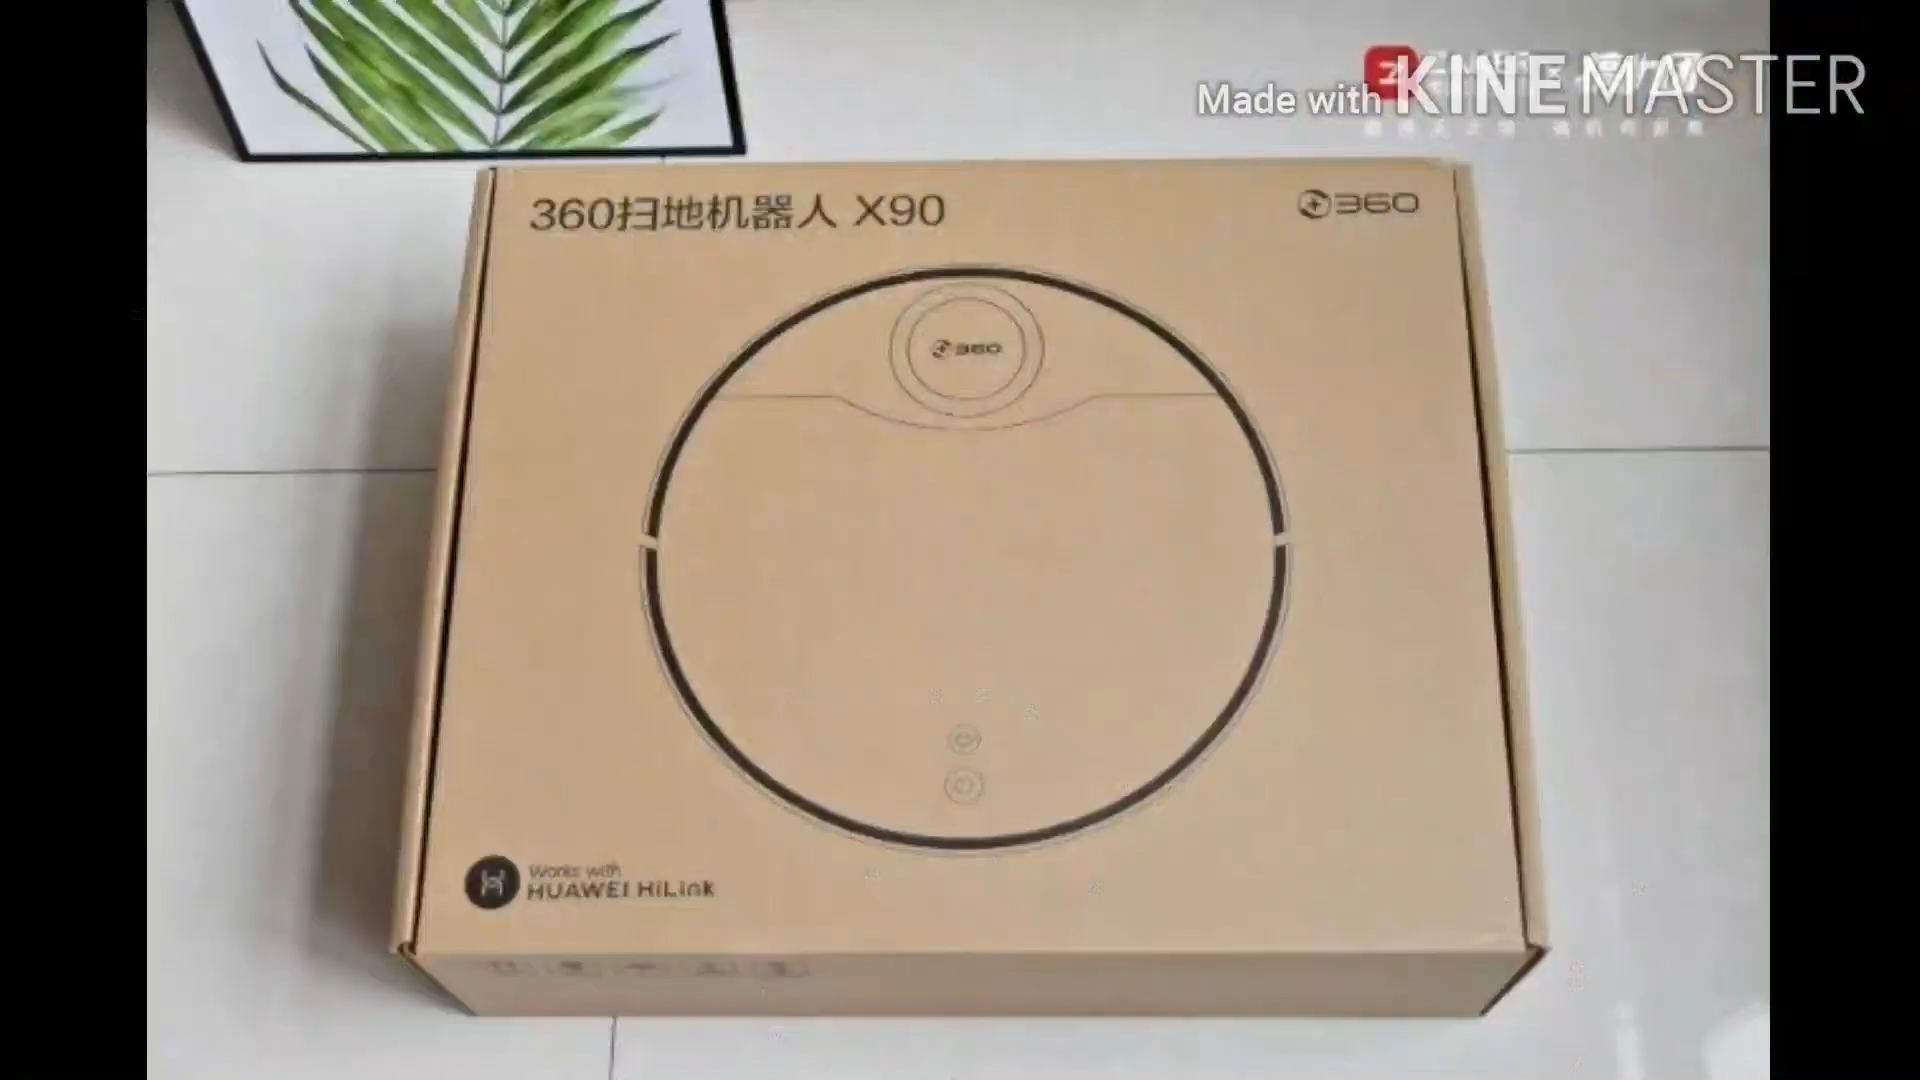 Made with KINEMASTER
360扫地机器人 X90
360
360
Works with
HUAWEI HiLink